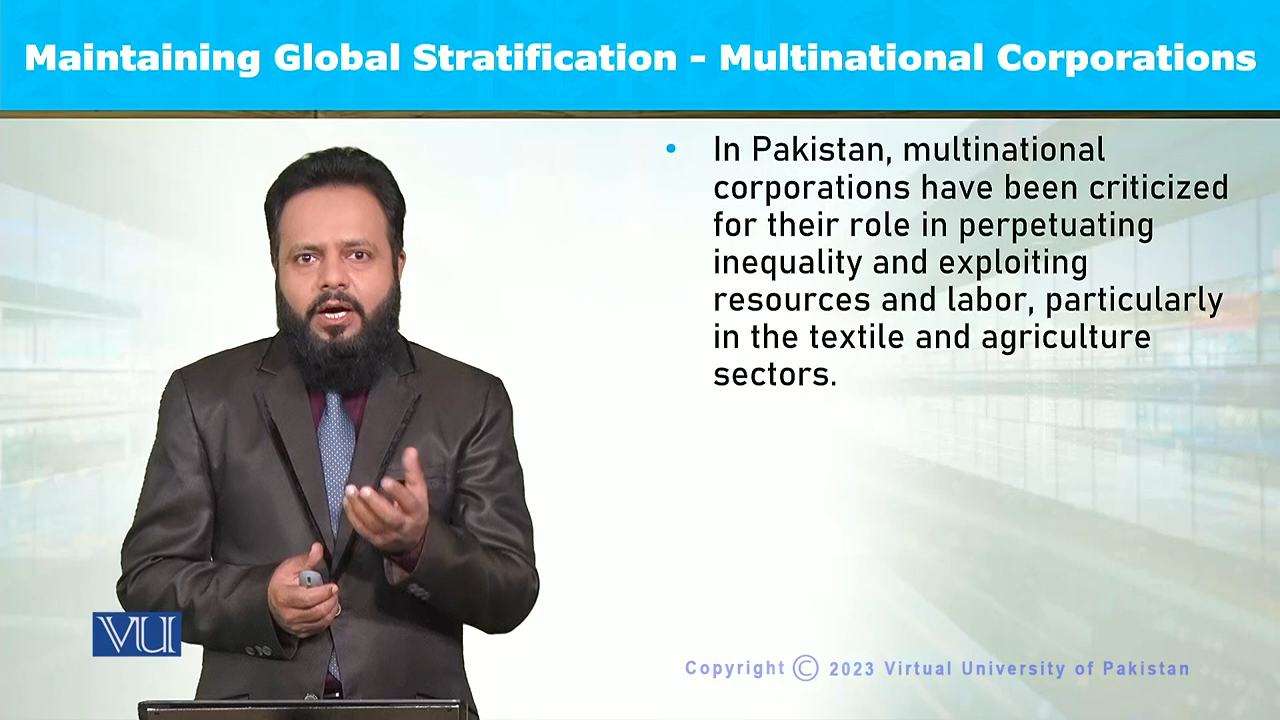 Maintaining Global Stratification - Multinational Corporations
• In Pakistan, multinational
corporations have been criticized
for their role in perpetuating
inequality and exploiting
resources and labor, particularly
in the textile and agriculture
sectors.
VU
Copyright © 2023 Virtual University of Pakistan